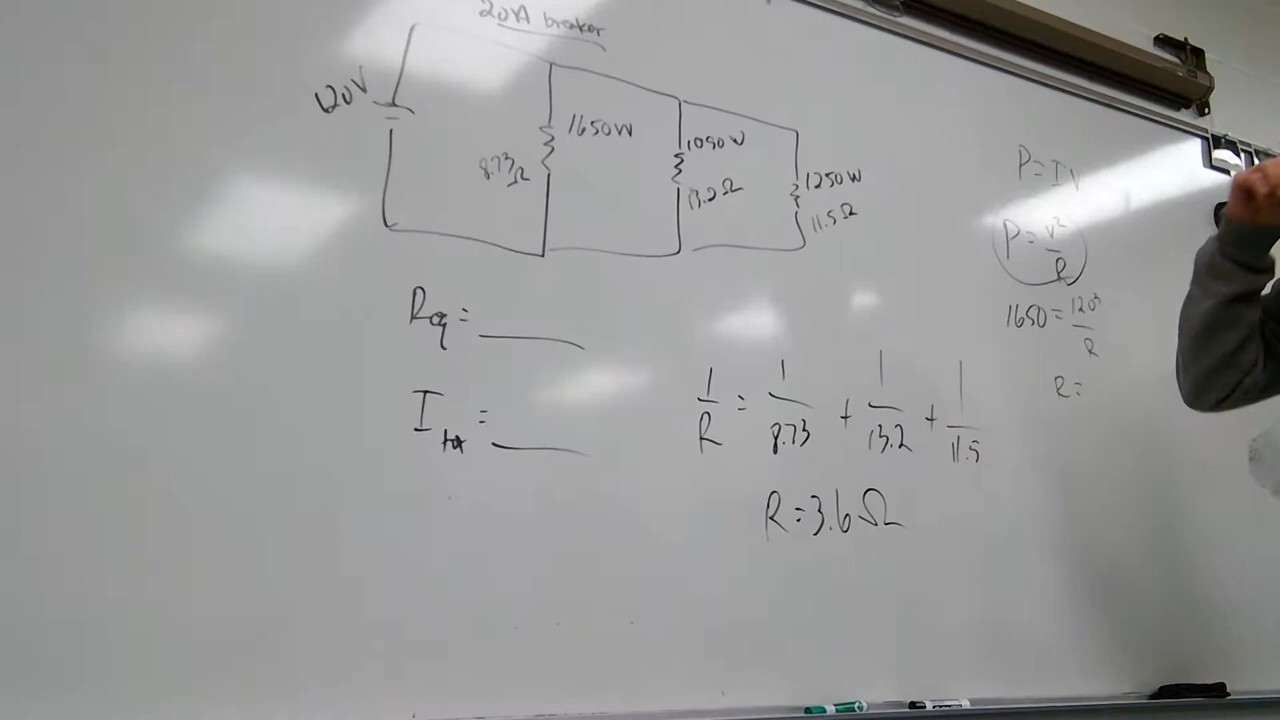 20A breaker
120V
1650W
8.73Ω
1090W
13.2Ω
1250W
11.5Ω
P=IV
P=V²/R
1650=120²/R
R=
Req=
Itot=
1/R = 1/8.73 + 1/13.2 + 1/11.5
R=3.6Ω